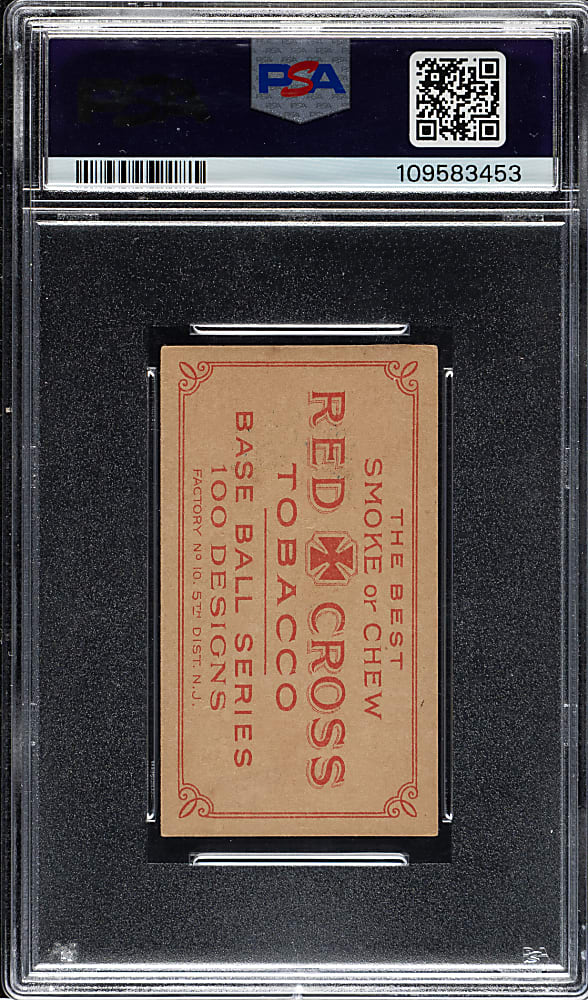 PSA
109583453
THE BEST
SMOKE or CHEW
RED CROSS
TOBACCO
BASE BALL SERIES
100 DESIGNS
FACTORY Nº 10. 5TH DIST. N.J.